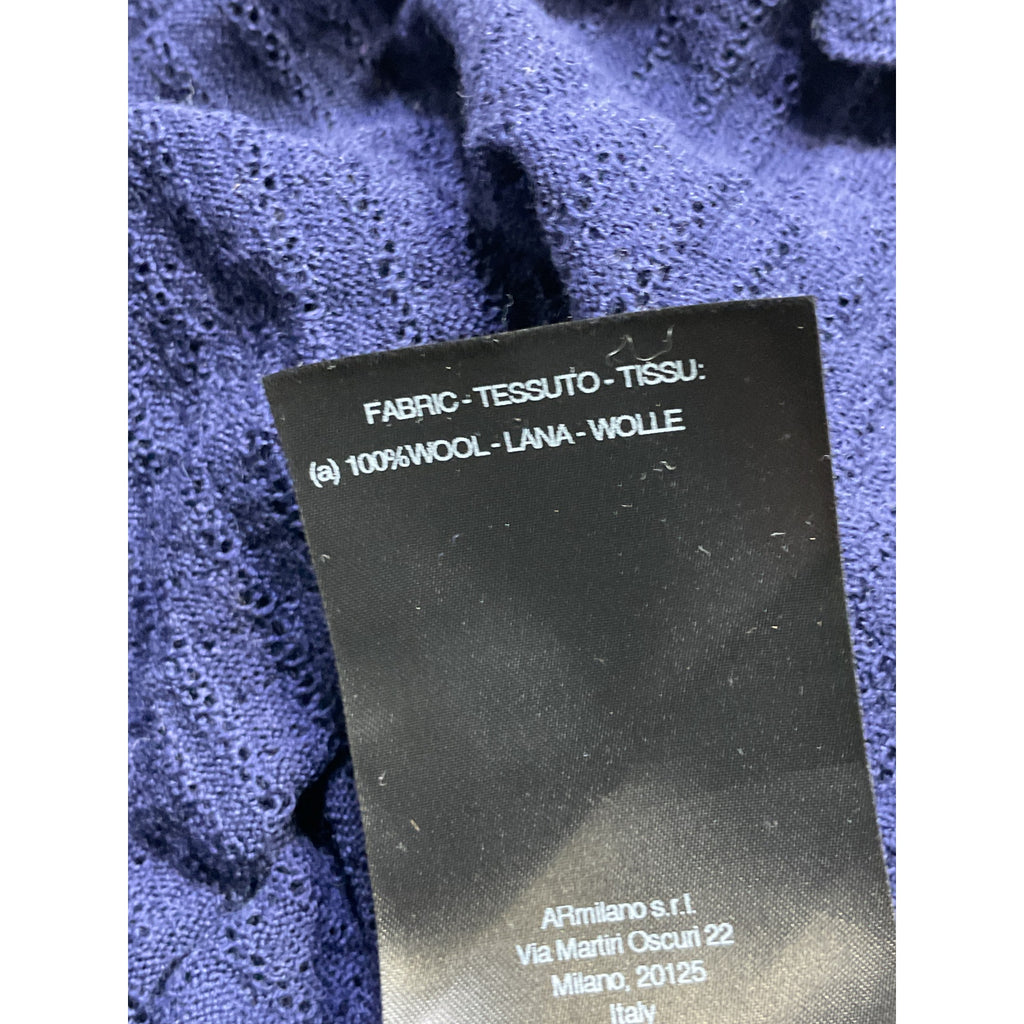 FABRIC - TESSUTO - TISSU:
(a) 100%WOOL - LANA - WOLLE
ARmilano s.r.l.
Via Martiri Oscuri 22
Milano, 20125
Italy